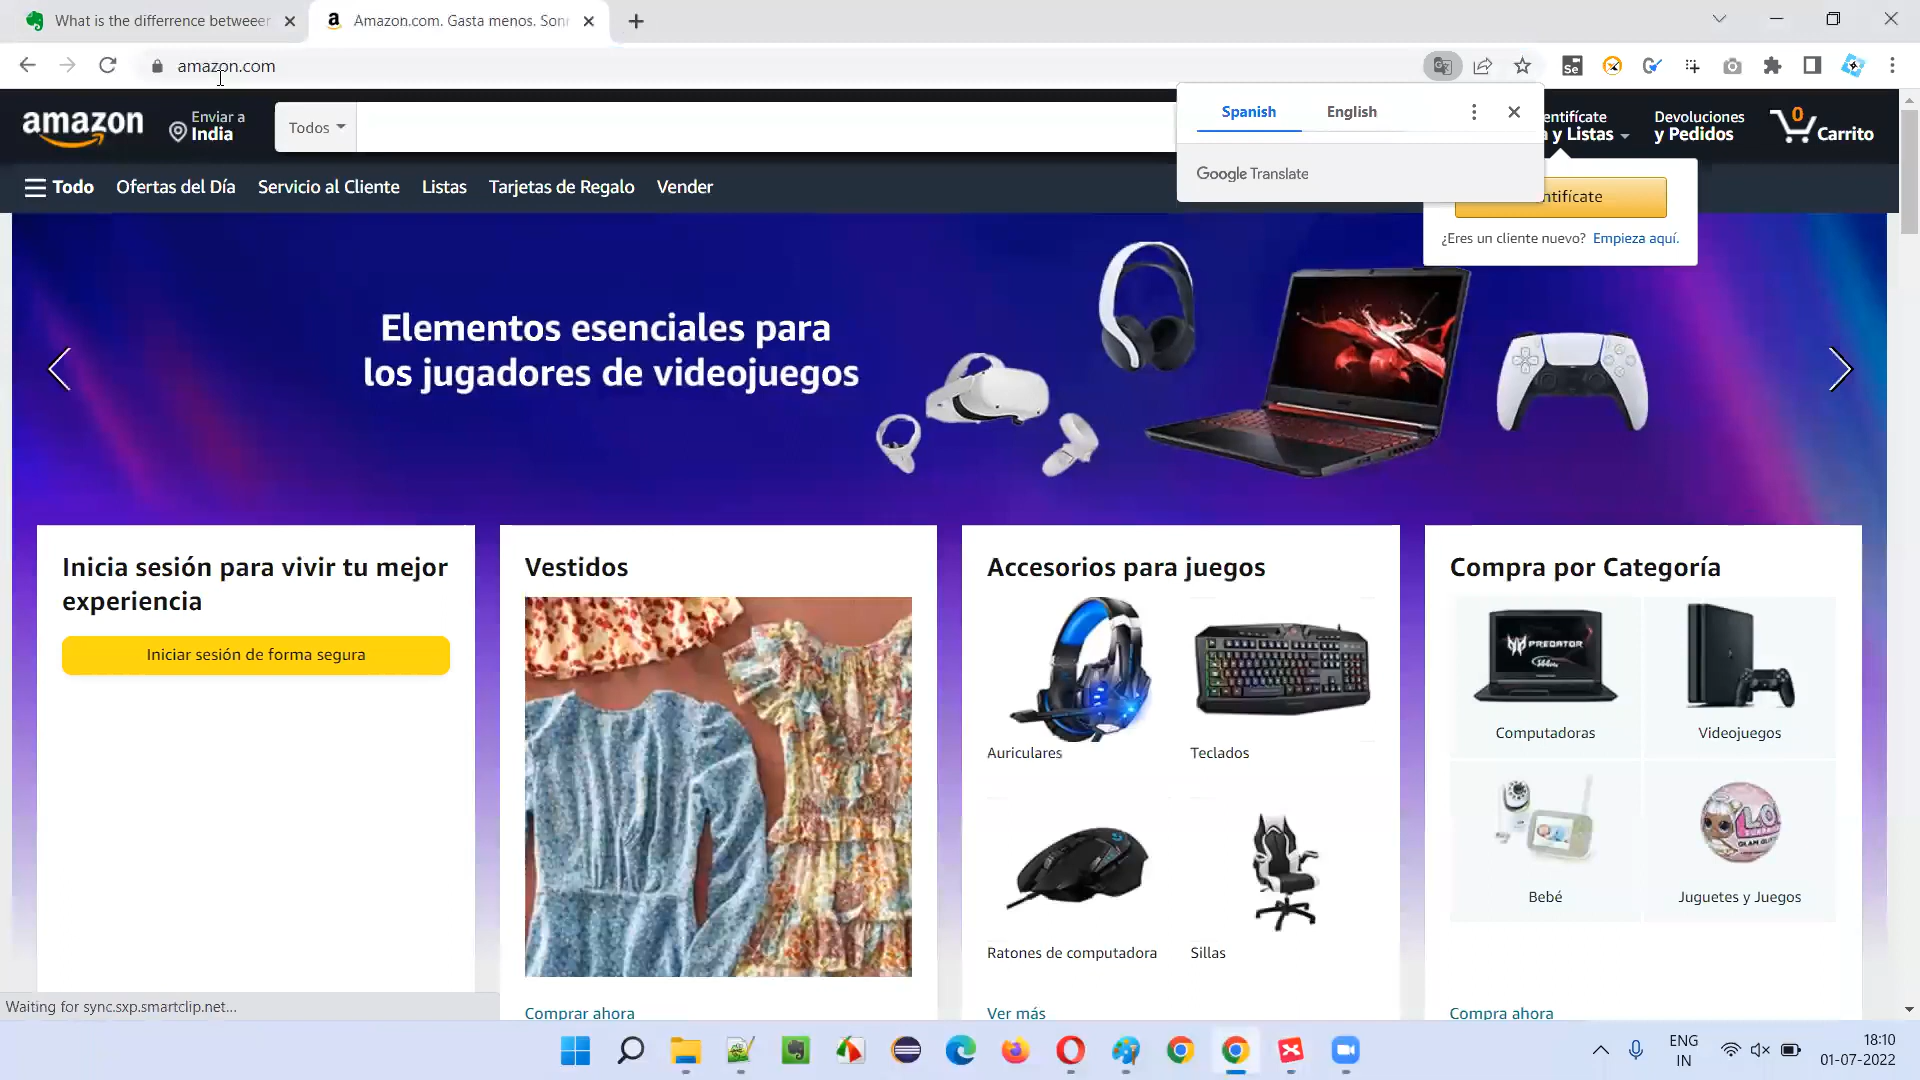 What is the difference betweeer
Amazon.com. Gasta menos. Son
amazon.com
Spanish
English
Google Translate
amazon
Enviar a
India
Todos
entifícate
a y Listas
Devoluciones
y Pedidos
0
Carrito
Todo
Ofertas del Día
Servicio al Cliente
Listas
Tarjetas de Regalo
Vender
ntifícate
¿Eres un cliente nuevo? Empieza aquí.
Elementos esenciales para
los jugadores de videojuegos
Inicia sesión para vivir tu mejor
experiencia
Iniciar sesión de forma segura
Vestidos
Comprar ahora
Accesorios para juegos
Auriculares
Teclados
Ratones de computadora
Sillas
Ver más
Compra por Categoría
PREDATOR
144Hz
Computadoras
Videojuegos
Bebé
Juguetes y Juegos
Compra ahora
Waiting for sync.sxp.smartclip.net...
ENG
IN
18:10
01-07-2022